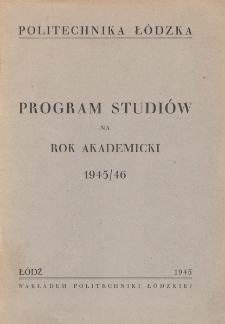 POLITECHNIKA ŁÓDZKA
PROGRAM STUDIÓW
NA
ROK AKADEMICKI
1945/46
ŁÓDŹ 1945
NAKŁADEM POLITECHNIKI ŁÓDZKIEJ